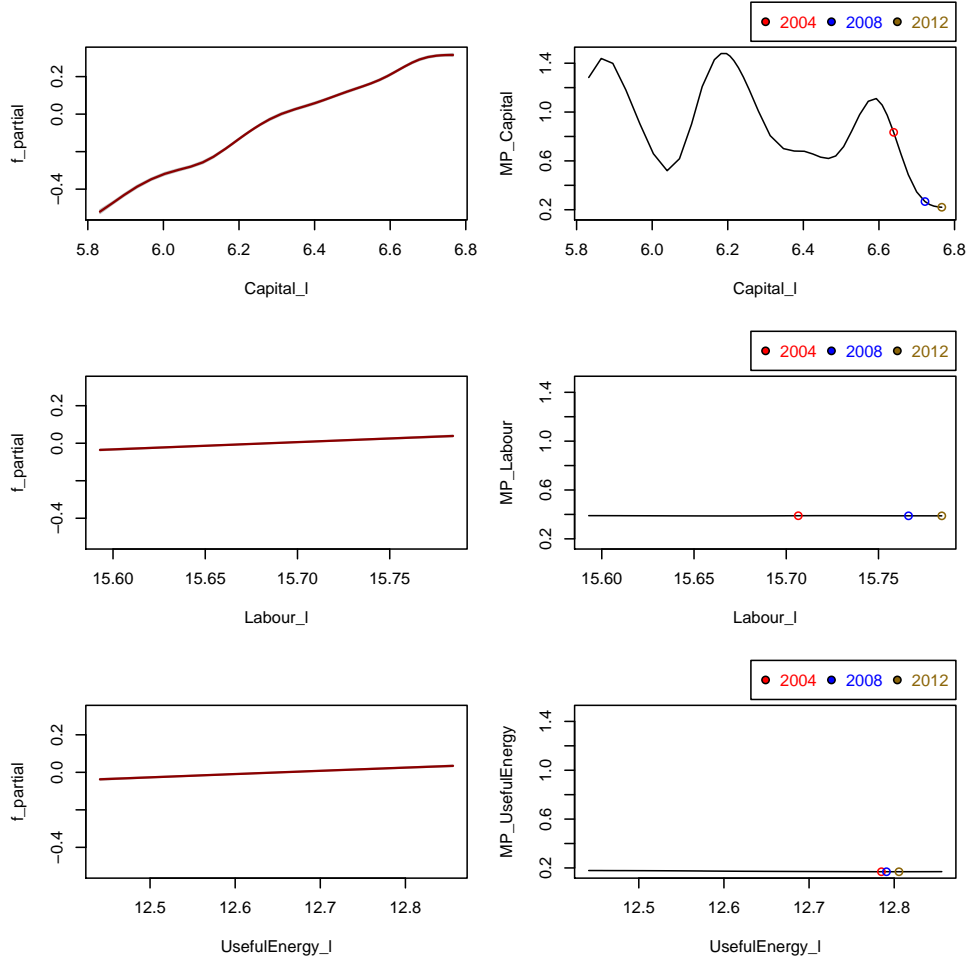 2004 2008 2012
f_partial
−0.4 0.0 0.2
5.8 6.0 6.2 6.4 6.6 6.8
Capital_l
MP_Capital
0.2 0.6 1.0 1.4
5.8 6.0 6.2 6.4 6.6 6.8
Capital_l
2004 2008 2012
f_partial
−0.4 0.0 0.2
15.60 15.65 15.70 15.75
Labour_l
MP_Labour
0.2 0.6 1.0 1.4
15.60 15.65 15.70 15.75
Labour_l
2004 2008 2012
f_partial
−0.4 0.0 0.2
12.5 12.6 12.7 12.8
UsefulEnergy_l
MP_UsefulEnergy
0.2 0.6 1.0 1.4
12.5 12.6 12.7 12.8
UsefulEnergy_l